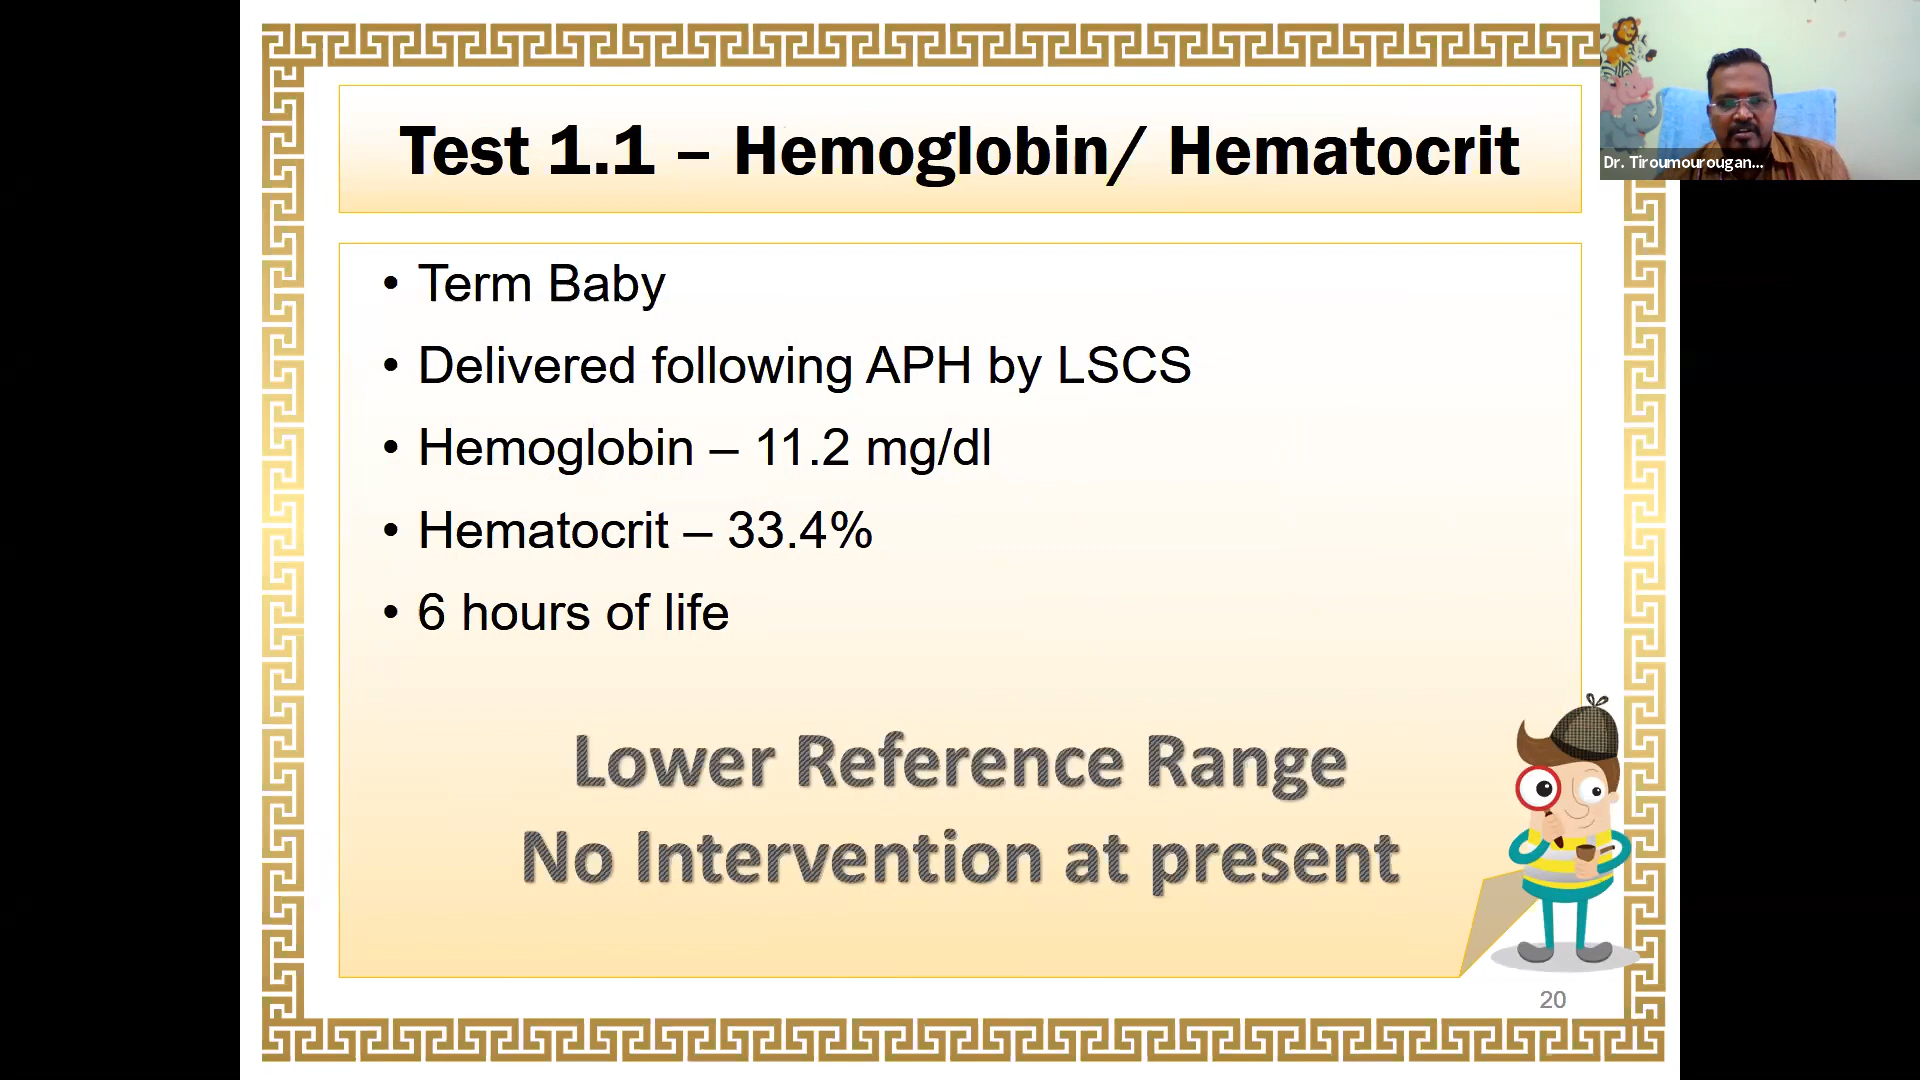 Test 1.1 – Hemoglobin/ Hematocrit
Dr. Tiroumourougan...
• Term Baby
• Delivered following APH by LSCS
• Hemoglobin – 11.2 mg/dl
• Hematocrit – 33.4%
• 6 hours of life
Lower Reference Range
No Intervention at present
20